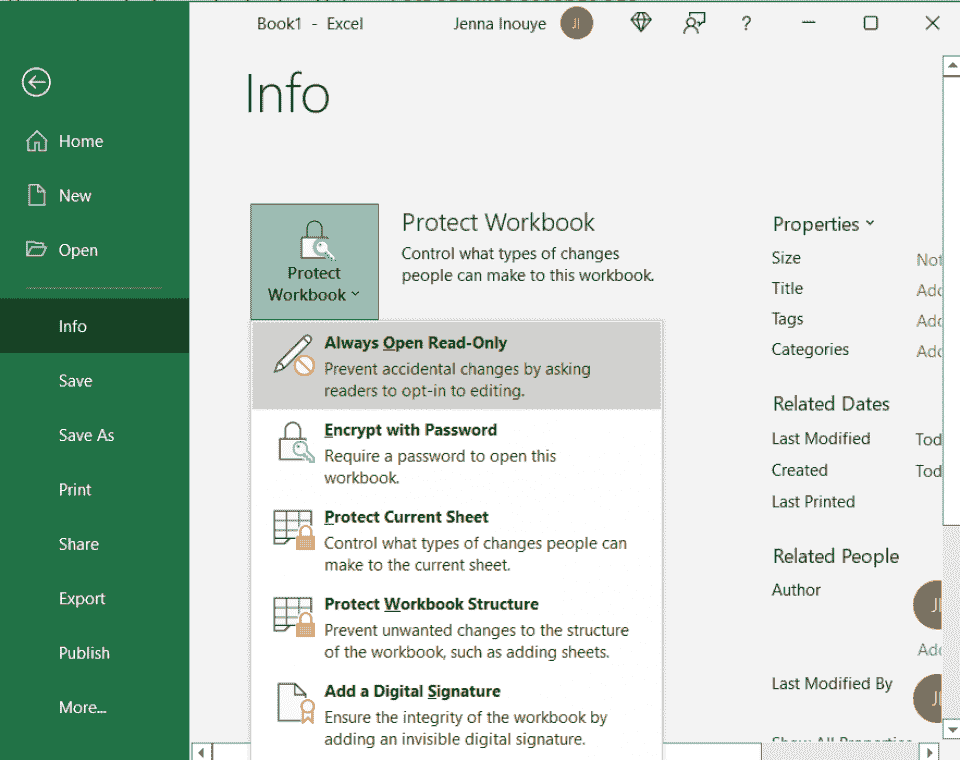 Book1 - Excel
Jenna Inouye
JI
?
Info
Home
New
Open
Info
Save
Save As
Print
Share
Export
Publish
More...
Protect
Workbook
Protect Workbook
Control what types of changes
people can make to this workbook.
Always Open Read-Only
Prevent accidental changes by asking
readers to opt-in to editing.
Encrypt with Password
Require a password to open this
workbook.
Protect Current Sheet
Control what types of changes people can
make to the current sheet.
Protect Workbook Structure
Prevent unwanted changes to the structure
of the workbook, such as adding sheets.
Add a Digital Signature
Ensure the integrity of the workbook by
adding an invisible digital signature.
Properties
Size Not
Title Add
Tags Add
Categories Add
Related Dates
Last Modified Tod
Created Tod
Last Printed
Related People
Author
JI
Add
Last Modified By
JI
Show All Properties